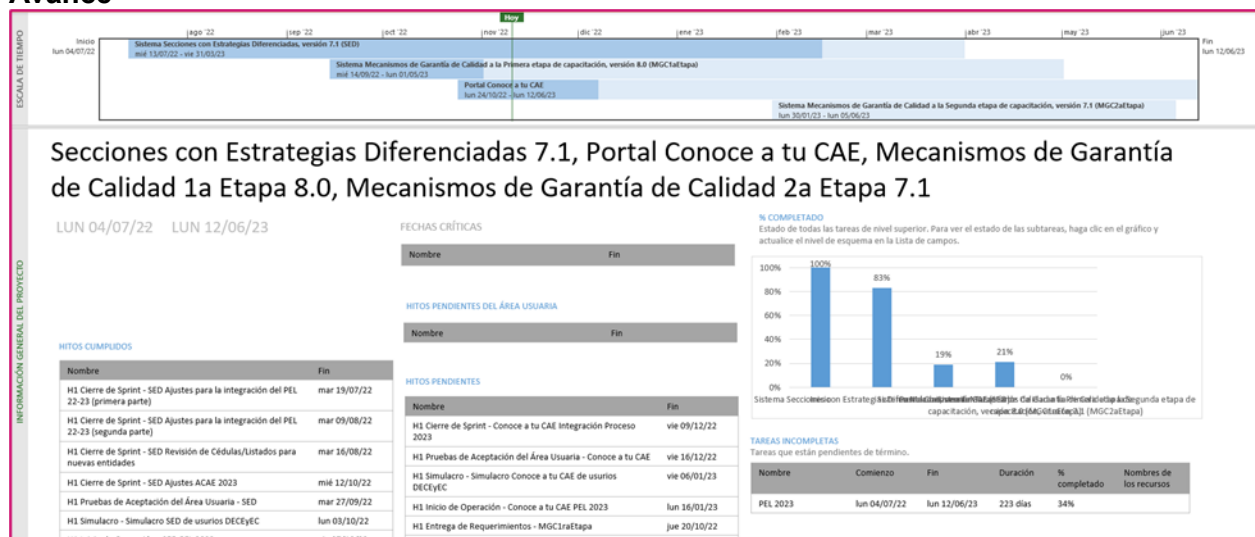 Avance
Hoy
ESCALA DE TIEMPO
Inicio
lun 04/07/22
ago '22 sep '22 oct '22 nov '22 dic '22 ene '23 feb '23 mar '23 abr '23 may '23 jun '23
Fin
lun 12/06/23
Sistema Secciones con Estrategias Diferenciadas, versión 7.1 (SED)
mié 13/07/22 - vie 31/03/23
Sistema Mecanismos de Garantía de Calidad a la Primera etapa de capacitación, versión 8.0 (MGC1aEtapa)
mié 14/09/22 - lun 01/05/23
Portal Conoce a tu CAE
lun 24/10/22 - lun 12/06/23
Sistema Mecanismos de Garantía de Calidad a la Segunda etapa de capacitación, versión 7.1 (MGC2aEtapa)
lun 30/01/23 - lun 05/06/23
INFORMACIÓN GENERAL DEL PROYECTO
Secciones con Estrategias Diferenciadas 7.1, Portal Conoce a tu CAE, Mecanismos de Garantía
de Calidad 1a Etapa 8.0, Mecanismos de Garantía de Calidad 2a Etapa 7.1
LUN 04/07/22 - LUN 12/06/23
HITOS CUMPLIDOS
Nombre Fin
H1 Cierre de Sprint - SED Ajustes para la integración del PEL mar 19/07/22
22-23 (primera parte)
H1 Cierre de Sprint - SED Ajustes para la integración del PEL mar 09/08/22
22-23 (segunda parte)
H1 Cierre de Sprint - SED Revisión de Cédulas/Listados para mar 16/08/22
nuevas entidades
H1 Cierre de Sprint - SED Ajustes ACAE 2023 mié 12/10/22
H1 Pruebas de Aceptación del Área Usuaria - SED mar 27/09/22
H1 Simulacro - Simulacro SED de usurios DECEyEC lun 03/10/22
FECHAS CRÍTICAS
Nombre Fin
HITOS PENDIENTES DEL ÁREA USUARIA
Nombre Fin
HITOS PENDIENTES
Nombre Fin
H1 Cierre de Sprint - Conoce a tu CAE Integración Proceso vie 09/12/22
2023
H1 Pruebas de Aceptación del Área Usuaria - Conoce a tu CAE vie 16/12/22
H1 Simulacro - Simulacro Conoce a tu CAE de usurios vie 06/01/23
DECEyEC
H1 Inicio de Operación - Conoce a tu CAE PEL 2023 lun 16/01/23
H1 Entrega de Requerimientos - MGC1raEtapa jue 20/10/22
% COMPLETADO
Estado de todas las tareas de nivel superior. Para ver el estado de las subtareas, haga clic en el gráfico y
actualice el nivel de esquema en la Lista de campos.
100%
80%
60%
40%
20%
0%
100% 83% 19% 21% 0%
TAREAS INCOMPLETAS
Tareas que están pendientes de término.
Nombre Comienzo Fin Duración % completado Nombres de los recursos
PEL 2023 lun 04/07/22 lun 12/06/23 223 días 34%